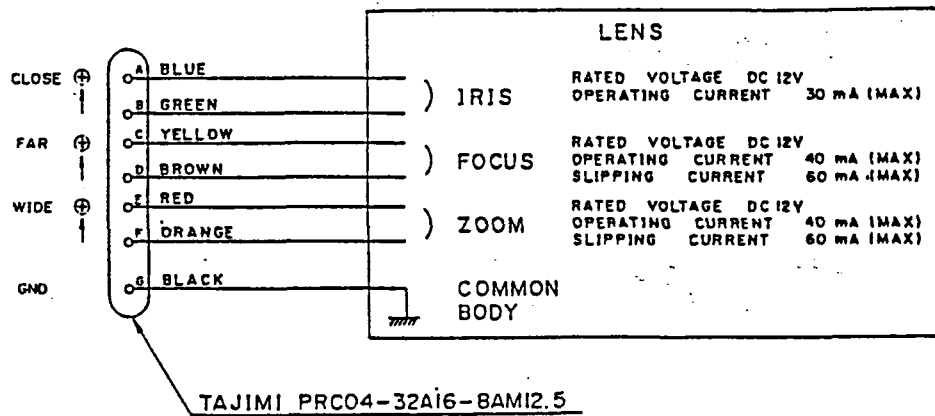 LENS
CLOSE ⊕ A BLUE
B GREEN
IRIS
RATED VOLTAGE DC 12V
OPERATING CURRENT 30 mA (MAX)
FAR ⊕ C YELLOW
D BROWN
FOCUS
RATED VOLTAGE DC 12V
OPERATING CURRENT 40 mA (MAX)
SLIPPING CURRENT 60 mA (MAX)
WIDE ⊕ E RED
F ORANGE
ZOOM
RATED VOLTAGE DC 12V
OPERATING CURRENT 40 mA (MAX)
SLIPPING CURRENT 60 mA (MAX)
GND G BLACK
COMMON
BODY
TAJIMI PRC04-32A16-8AM12.5